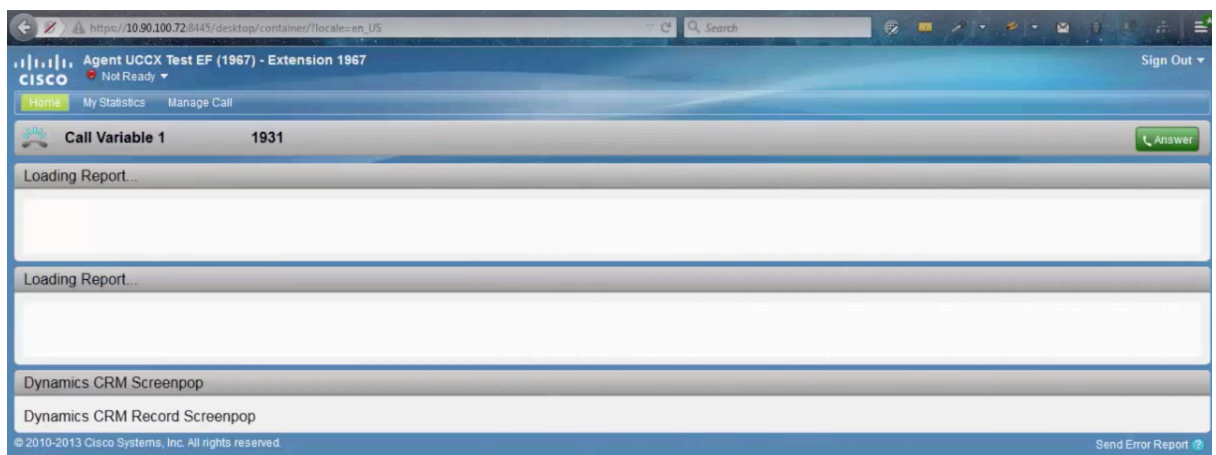 https://10.90.100.72:8445/desktop/container/?locale=en_US
Search
CISCO
Agent UCCX Test EF (1967) - Extension 1967
Not Ready
Sign Out
Home My Statistics Manage Call
Call Variable 1 1931
Answer
Loading Report...
Loading Report...
Dynamics CRM Screenpop
Dynamics CRM Record Screenpop
© 2010-2013 Cisco Systems, Inc. All rights reserved.
Send Error Report